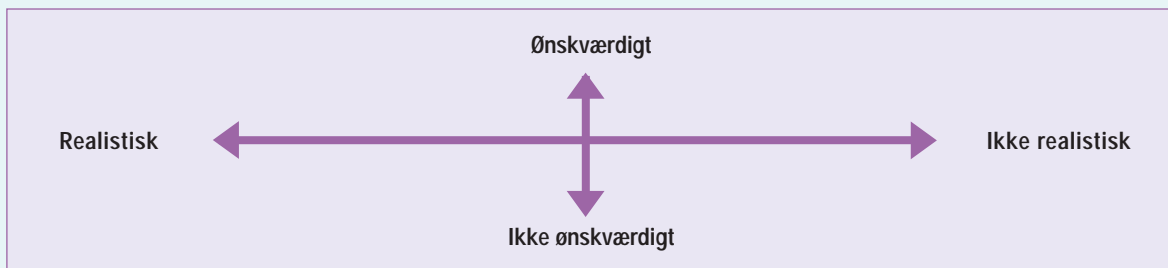 Ønskværdigt
Realistisk
Ikke realistisk
Ikke ønskværdigt